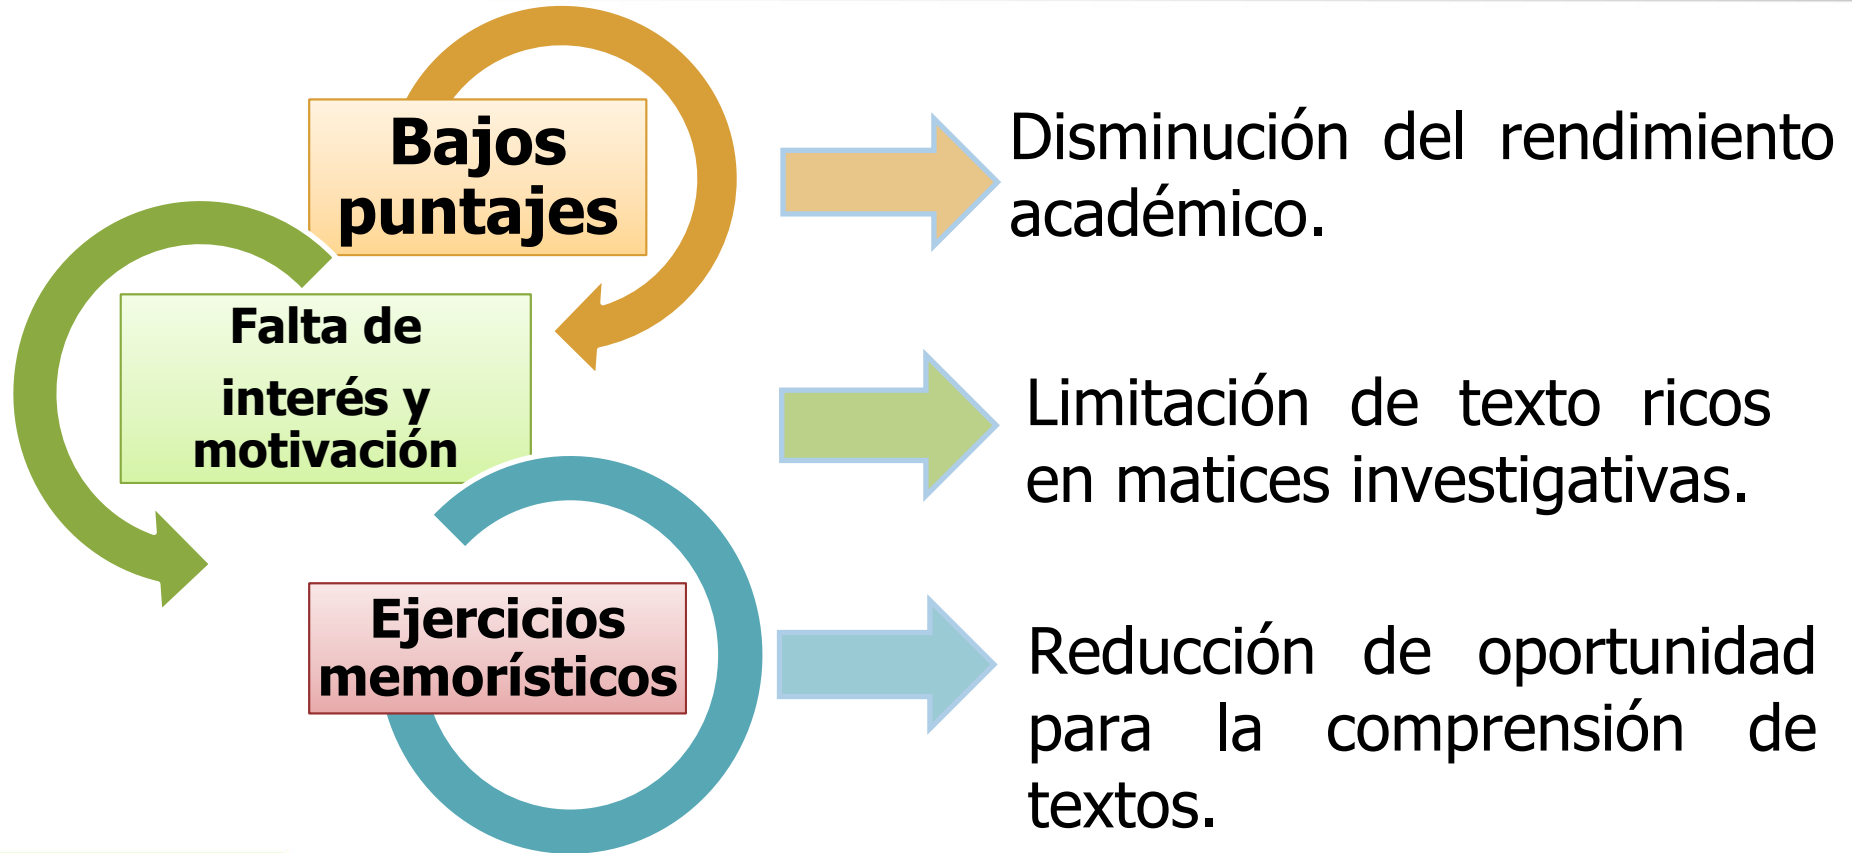 Bajos
puntajes
Disminución del rendimiento
académico.
Falta de
interés y
motivación
Limitación de texto ricos
en matices investigativas.
Ejercicios
memorísticos
Reducción de oportunidad
para la comprensión de
textos.